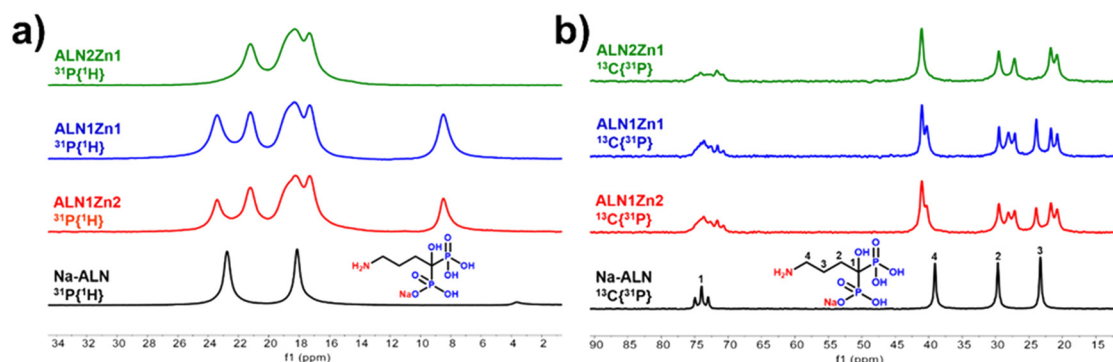 a)
ALN2Zn1
³¹P{¹H}
ALN1Zn1
³¹P{¹H}
ALN1Zn2
³¹P{¹H}
Na-ALN
³¹P{¹H}
H₂N
OH
O
P
OH
OH
O
P
OH
NaO
OH
34 32 30 28 26 24 22 20 18 16 14 12 10 8 6 4 2
f1 (ppm)
b)
ALN2Zn1
¹³C{³¹P}
ALN1Zn1
¹³C{³¹P}
ALN1Zn2
¹³C{³¹P}
Na-ALN
¹³C{³¹P}
1
4
2
3
H₂N
4
3
2
1
OH
O
P
OH
OH
O
P
OH
NaO
OH
90 85 80 75 70 65 60 55 50 45 40 35 30 25 20 15
f1 (ppm)